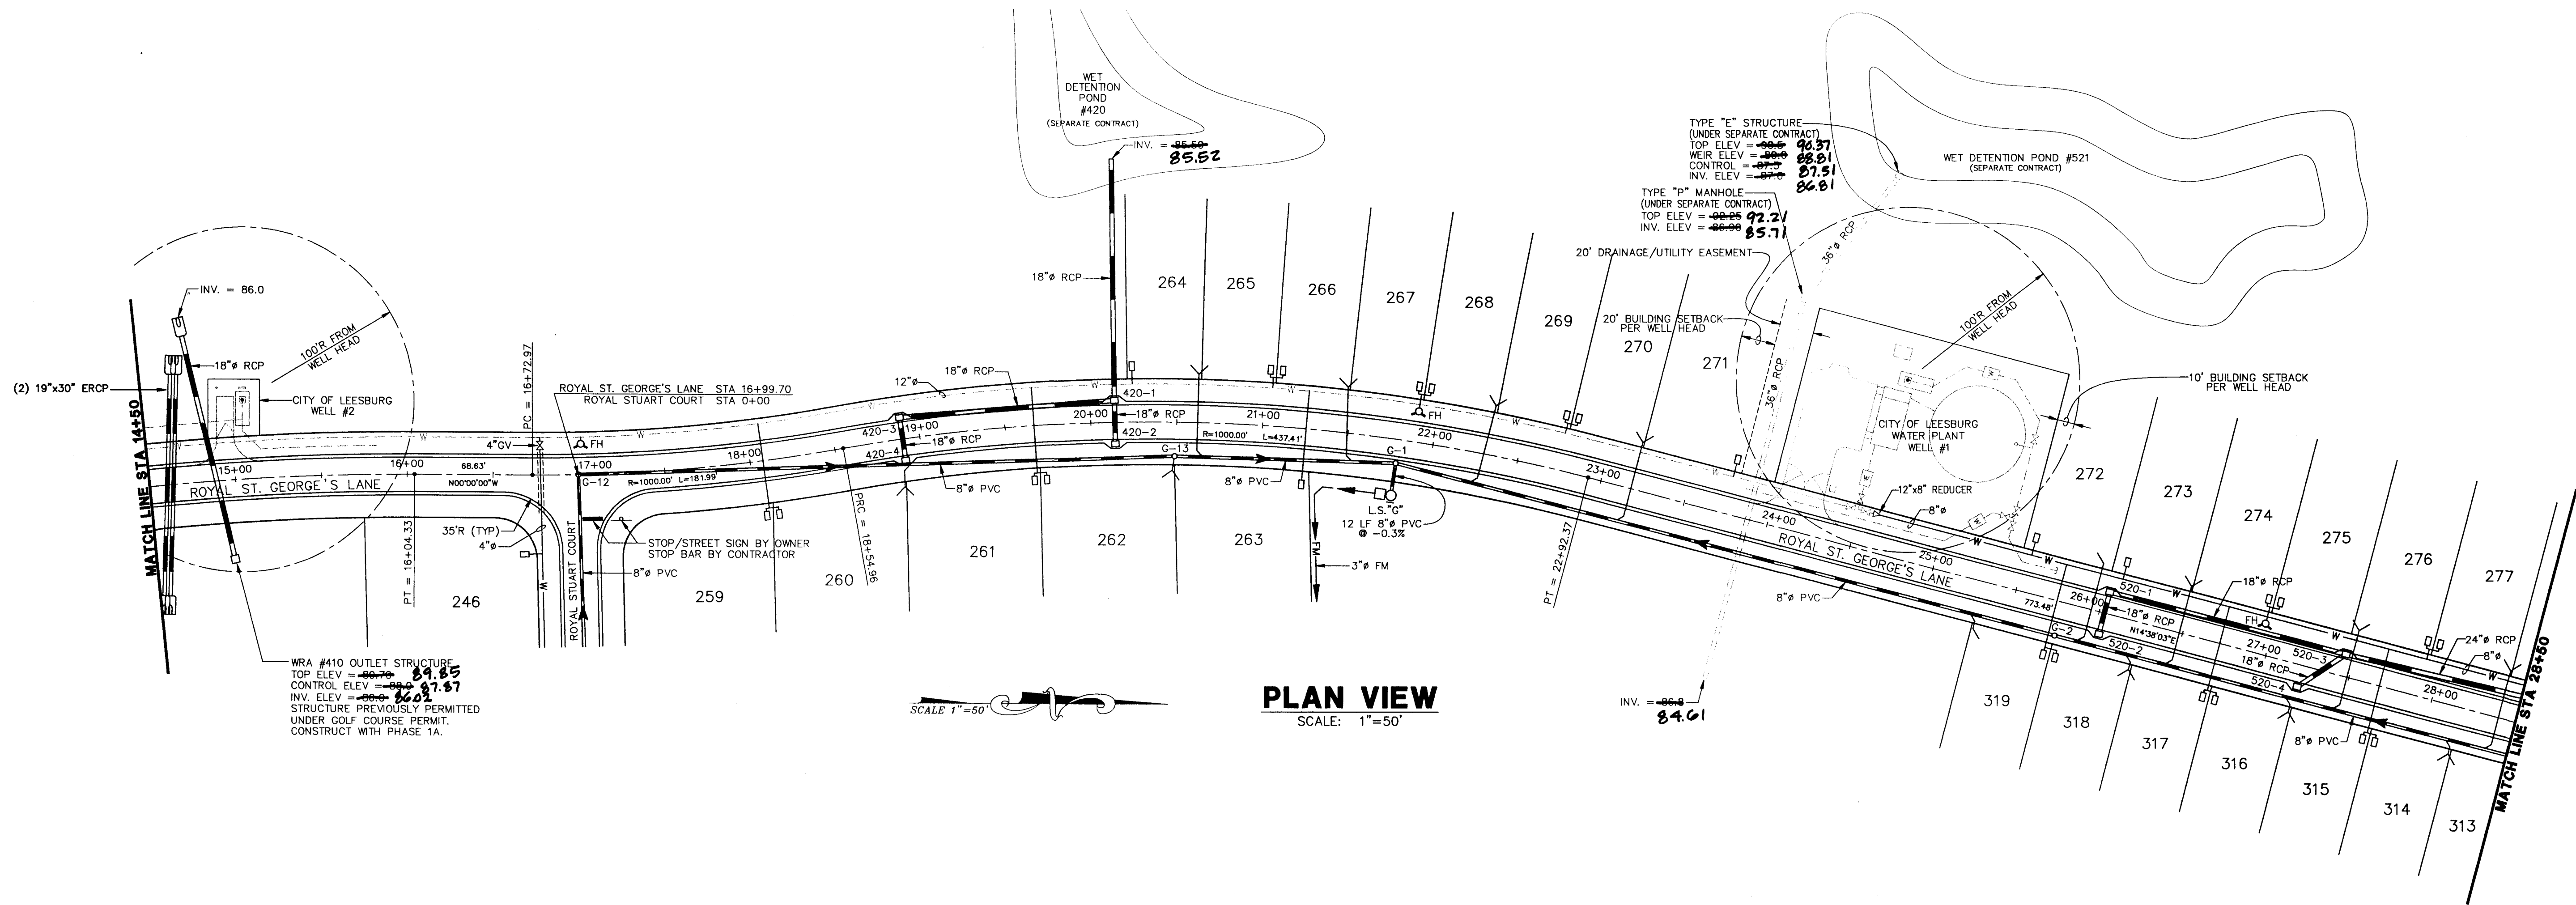 WET
DETENTION
POND
#420
(SEPARATE CONTRACT)
INV. = 85.50
85.52
TYPE "E" STRUCTURE
(UNDER SEPARATE CONTRACT)
TOP ELEV = 90.5 90.37
WEIR ELEV = 89.0 88.81
CONTROL = 87.5 87.51
INV. ELEV = 87.0 86.81
TYPE "P" MANHOLE
(UNDER SEPARATE CONTRACT)
TOP ELEV = 92.25 92.21
INV. ELEV = 85.90 85.71
WET DETENTION POND #521
(SEPARATE CONTRACT)
20' DRAINAGE/UTILITY EASEMENT
36"ø RCP
20' BUILDING SETBACK
PER WELL HEAD
100'R FROM
WELL HEAD
36"ø RCP
10' BUILDING SETBACK
PER WELL HEAD
CITY OF LEESBURG
WATER PLANT
WELL #1
12"x8" REDUCER
8"ø
INV. = 86.0
18"ø RCP
100'R FROM
WELL HEAD
(2) 19"x30" ERCP
CITY OF LEESBURG
WELL #2
MATCH LINE STA 14+50
PC = 16+72.97
ROYAL ST. GEORGE'S LANE STA 16+99.70
ROYAL STUART COURT STA 0+00
12"ø
18"ø RCP
18"ø RCP
264
265
266
267
268
269
270
271
272
273
274
275
276
277
4"GV
FH
420-3
420-1
18"ø RCP
18"ø RCP
420-4
420-2
FH
15+00
16+00
17+00
18+00
19+00
20+00
21+00
22+00
23+00
24+00
25+00
26+00
27+00
28+00
68.63'
N00°00'00"W
ROYAL ST. GEORGE'S LANE
G-12
R=1000.00' L=181.99'
R=1000.00' L=437.41'
G-13
G-1
8"ø PVC
8"ø PVC
L.S."G"
12 LF 8"ø PVC
@ -0.3%
FM
3"ø FM
35'R (TYP)
4"ø
ROYAL STUART COURT
STOP/STREET SIGN BY OWNER
STOP BAR BY CONTRACTOR
8"ø PVC
PT = 16+04.33
PRC = 18+54.96
PT = 22+92.37
246
259
260
261
262
263
ROYAL ST. GEORGE'S LANE
773.48'
N14°38'03"E
8"ø PVC
G-2
520-1
18"ø RCP
18"ø RCP
520-2
FH
520-3
18"ø RCP
520-4
24"ø RCP
8"ø
8"ø PVC
MATCH LINE STA 28+50
319
318
317
316
315
314
313
WRA #410 OUTLET STRUCTURE
TOP ELEV = 89.70 89.85
CONTROL ELEV = 88.0 87.87
INV. ELEV = 86.0 86.02
STRUCTURE PREVIOUSLY PERMITTED
UNDER GOLF COURSE PERMIT.
CONSTRUCT WITH PHASE 1A.
SCALE 1"=50'
PLAN VIEW
SCALE: 1"=50'
INV. = 86.8
84.61